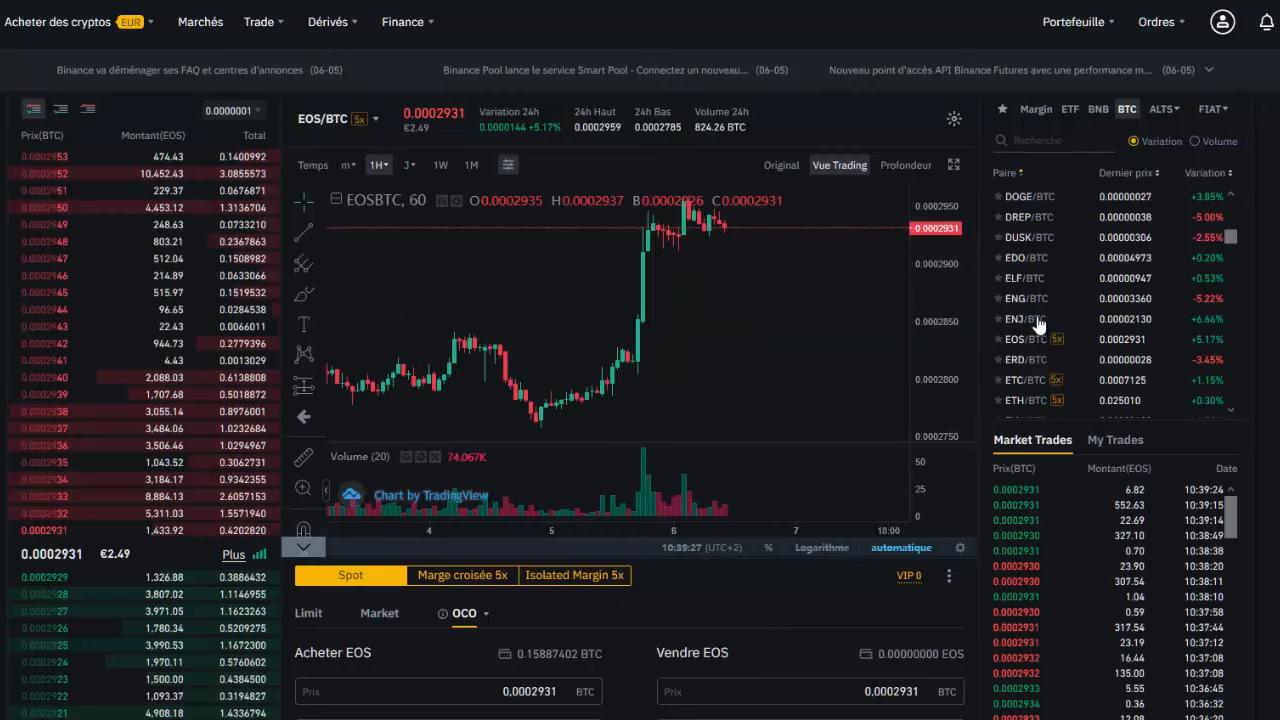 Acheter des cryptos EUR Marchés Trade Dérivés Finance Portefeuille Ordres
Binance va déménager ses FAQ et centres d'annonces (06-05) Binance Pool lance le service Smart Pool - Connectez un nouveau... (06-05) Nouveau point d'accès API Binance Futures avec une performance m... (06-05)
0.0000001
Prix(BTC) Montant(EOS) Total
0.0002953 474.43 0.1400992
0.0002952 10,452.43 3.0855573
0.0002951 229.37 0.0676871
0.0002950 4,453.12 1.3136704
0.0002949 248.63 0.0733210
0.0002948 803.21 0.2367863
0.0002947 512.04 0.1508982
0.0002946 214.89 0.0633066
0.0002945 515.97 0.1519532
0.0002944 96.65 0.0284538
0.0002943 22.43 0.0066011
0.0002942 944.73 0.2779396
0.0002941 4.43 0.0013029
0.0002940 2,088.03 0.6138808
0.0002939 1,707.68 0.5018872
0.0002938 3,055.14 0.8976001
0.0002937 3,484.06 1.0232684
0.0002936 3,506.46 1.0294967
0.0002935 1,043.52 0.3062731
0.0002934 3,184.17 0.9342355
0.0002933 8,884.13 2.6057153
0.0002932 5,311.03 1.5571940
0.0002931 1,433.92 0.4202820
0.0002931 €2.49 Plus
0.0002929 1,326.88 0.3886432
0.0002928 3,807.02 1.1146955
0.0002927 3,971.05 1.1623263
0.0002926 1,780.34 0.5209275
0.0002925 3,990.53 1.1672300
0.0002924 1,970.11 0.5760602
0.0002923 1,500.00 0.4384500
0.0002922 1,093.37 0.3194827
0.0002921 4,908.18 1.4336794
EOS/BTC 5x
0.0002931
€2.49
Variation 24h
0.0000144 +5.17%
24h Haut
0.0002959
24h Bas
0.0002785
Volume 24h
824.26 BTC
Temps m 1H J 1W 1M Original Vue Trading Profondeur
EOSBTC, 60 O0.0002935 H0.0002937 B0.0002926 C0.0002931
0.0002950
0.0002931
0.0002900
0.0002850
0.0002800
0.0002750
Volume (20) 74.067K
50
25
0
Chart by TradingView
4 5 6 7 18:00
10:39:27 (UTC+2) % Logarithme automatique
Spot Marge croisée 5x Isolated Margin 5x VIP 0
Limit Market OCO
Acheter EOS 0.15887402 BTC Vendre EOS 0.00000000 EOS
Prix 0.0002931 BTC Prix 0.0002931 BTC
Margin ETF BNB BTC ALTS FIAT
Recherche Variation Volume
Paire Dernier prix Variation
DOGE/BTC 0.00000027 +3.85%
DREP/BTC 0.00000038 -5.00%
DUSK/BTC 0.00000306 -2.55%
EDO/BTC 0.00004973 +0.20%
ELF/BTC 0.00000947 +0.53%
ENG/BTC 0.00003360 -5.22%
ENJ/BTC 0.00002130 +6.66%
EOS/BTC 5x 0.0002931 +5.17%
ERD/BTC 0.00000028 -3.45%
ETC/BTC 5x 0.0007125 +1.15%
ETH/BTC 5x 0.025010 +0.30%
Market Trades My Trades
Prix(BTC) Montant(EOS) Date
0.0002931 6.82 10:39:24
0.0002931 552.63 10:39:15
0.0002931 22.69 10:39:14
0.0002930 327.10 10:38:49
0.0002931 0.70 10:38:38
0.0002930 23.90 10:38:20
0.0002930 307.54 10:38:11
0.0002931 1.04 10:38:10
0.0002930 0.59 10:37:58
0.0002931 317.54 10:37:44
0.0002931 23.19 10:37:12
0.0002932 16.44 10:37:08
0.0002932 135.00 10:37:08
0.0002933 5.55 10:36:45
0.0002934 0.36 10:36:32